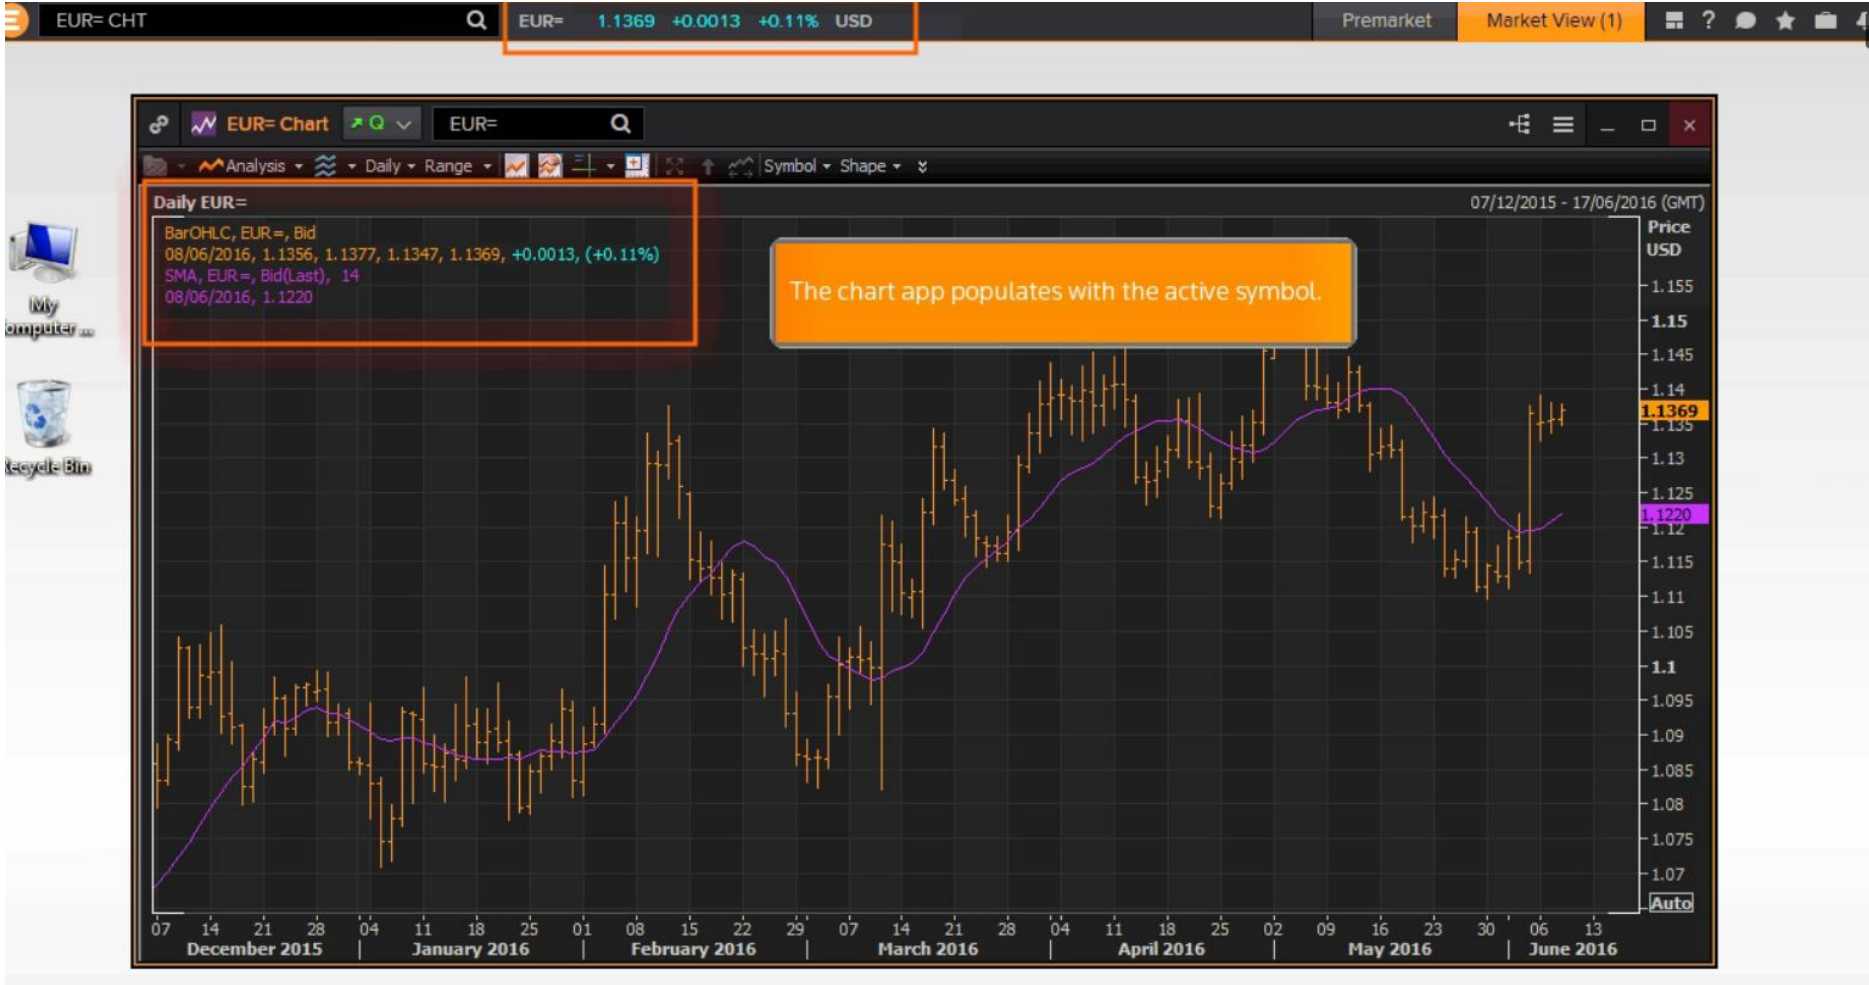 EUR= CHT
EUR= 1.1369 +0.0013 +0.11% USD
Premarket
Market View (1)
?
EUR= Chart
Q
EUR=
Analysis
Daily
Range
Symbol
Shape
Daily EUR=
07/12/2015 - 17/06/2016 (GMT)
BarOHLC, EUR=, Bid
08/06/2016, 1.1356, 1.1377, 1.1347, 1.1369, +0.0013, (+0.11%)
SMA, EUR=, Bid(Last), 14
08/06/2016, 1.1220
The chart app populates with the active symbol.
Price
USD
1.155
1.15
1.145
1.14
1.1369
1.135
1.13
1.125
1.1220
1.12
1.115
1.11
1.105
1.1
1.095
1.09
1.085
1.08
1.075
1.07
Auto
My
omputer ...
Recycle Bin
07 14 21 28 04 11 18 25 01 08 15 22 29 07 14 21 28 04 11 18 25 02 09 16 23 30 06 13
December 2015 January 2016 February 2016 March 2016 April 2016 May 2016 June 2016